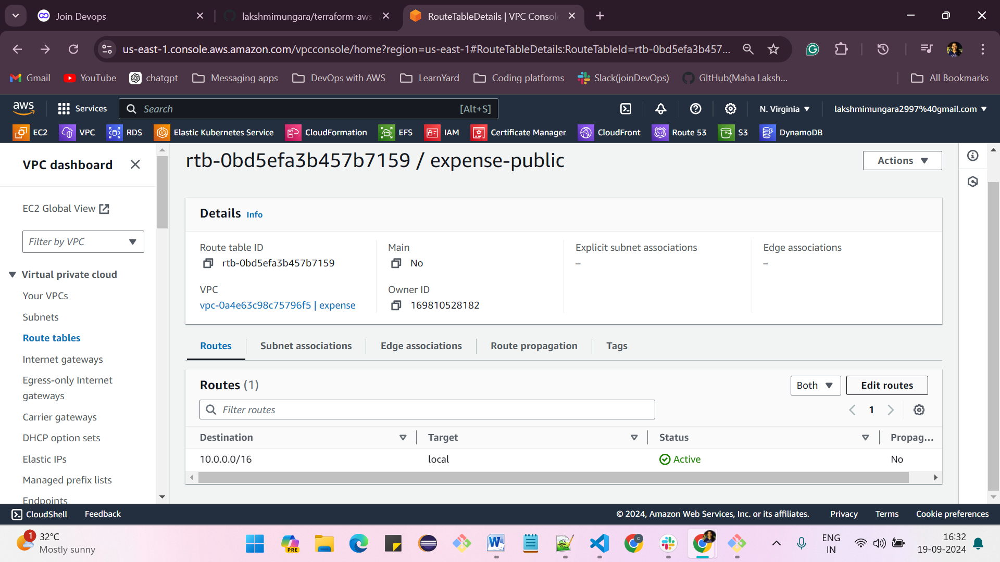 Join Devops
lakshmimungara/terraform-aws
RouteTableDetails | VPC Consol
us-east-1.console.aws.amazon.com/vpcconsole/home?region=us-east-1#RouteTableDetails:RouteTableId=rtb-0bd5efa3b457...
Gmail YouTube chatgpt Messaging apps DevOps with AWS LearnYard Coding platforms Slack(joinDevOps) GItHub(Maha Laksh... All Bookmarks
aws Services Search [Alt+S] N. Virginia lakshmimungara2997%40gmail.com
EC2 VPC RDS Elastic Kubernetes Service CloudFormation EFS IAM Certificate Manager CloudFront Route 53 S3 DynamoDB
VPC dashboard
EC2 Global View
Filter by VPC
Virtual private cloud
Your VPCs
Subnets
Route tables
Internet gateways
Egress-only Internet
gateways
Carrier gateways
DHCP option sets
Elastic IPs
Managed prefix lists
Endpoints
rtb-0bd5efa3b457b7159 / expense-public
Actions
Details Info
Route table ID
rtb-0bd5efa3b457b7159
Main
No
Explicit subnet associations
–
Edge associations
–
VPC
vpc-0a4e63c98c75796f5 | expense
Owner ID
169810528182
Routes Subnet associations Edge associations Route propagation Tags
Routes (1)
Both Edit routes
Filter routes
1
Destination Target Status Propag...
10.0.0.0/16 local Active No
CloudShell Feedback © 2024, Amazon Web Services, Inc. or its affiliates. Privacy Terms Cookie preferences
1
32°C
Mostly sunny
PRE
C
ENG
IN
16:32
19-09-2024